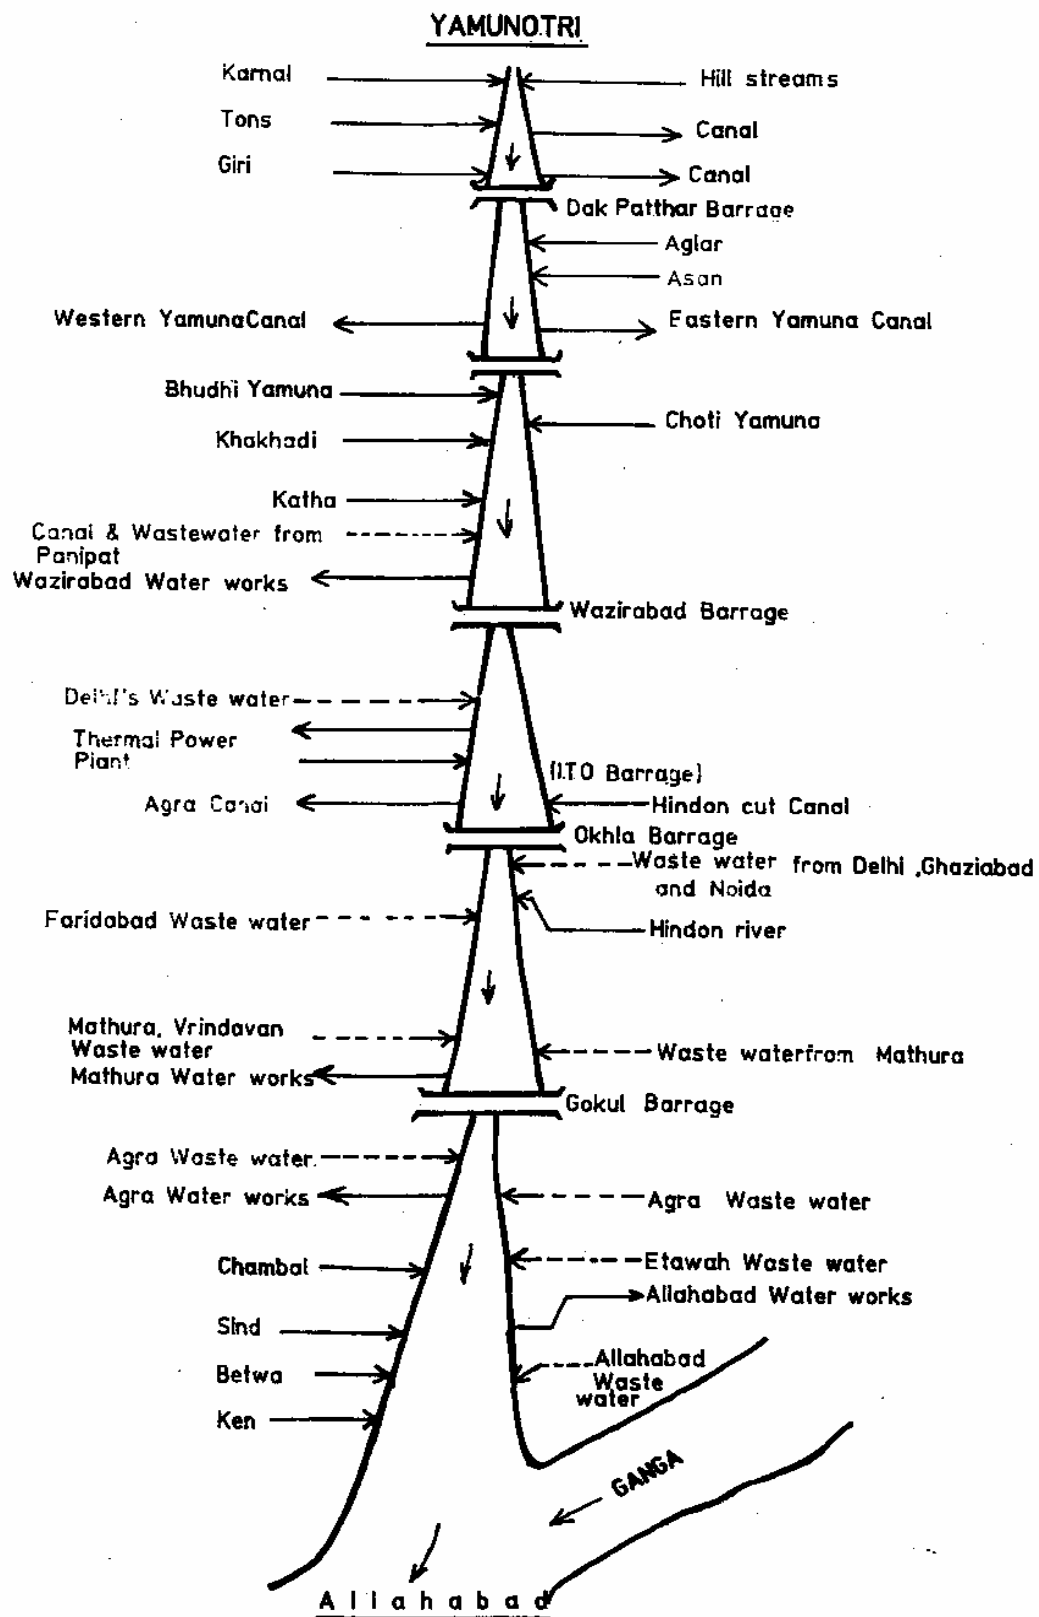 YAMUNOTRI
Kamal
Hill streams
Tons
Canal
Giri
Canal
Dak Patthar Barrage
Aglar
Asan
Western YamunaCanal
Eastern Yamuna Canal
Bhudhi Yamuna
Choti Yamuna
Khakhadi
Katha
Canal & Wastewater from
Panipat
Wazirabad Water works
Wazirabad Barrage
Delhi's Waste water
Thermal Power
Plant
(I.T.O Barrage)
Agra Canal
Hindon cut Canal
Okhla Barrage
Waste water from Delhi ,Ghaziabad
and Noida
Faridabad Waste water
Hindon river
Mathura, Vrindavan
Waste water
Waste waterfrom Mathura
Mathura Water works
Gokul Barrage
Agra Waste water
Agra Water works
Agra Waste water
Etawah Waste water
Chambal
Allahabad Water works
Sind
Allahabad
Waste
water
Betwa
Ken
GANGA
Allahabad